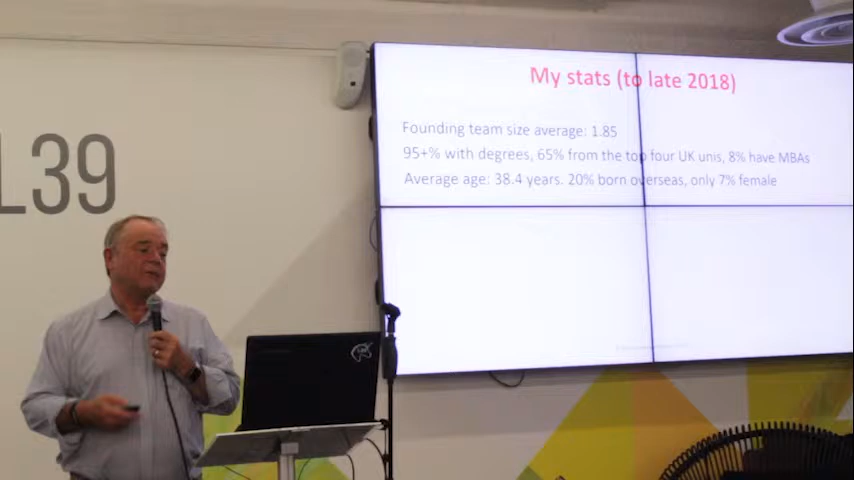 L39
My stats (to late 2018)
Founding team size average: 1.85
95+% with degrees, 65% from the top four UK unis, 8% have MBAs
Average age: 38.4 years. 20% born overseas, only 7% female